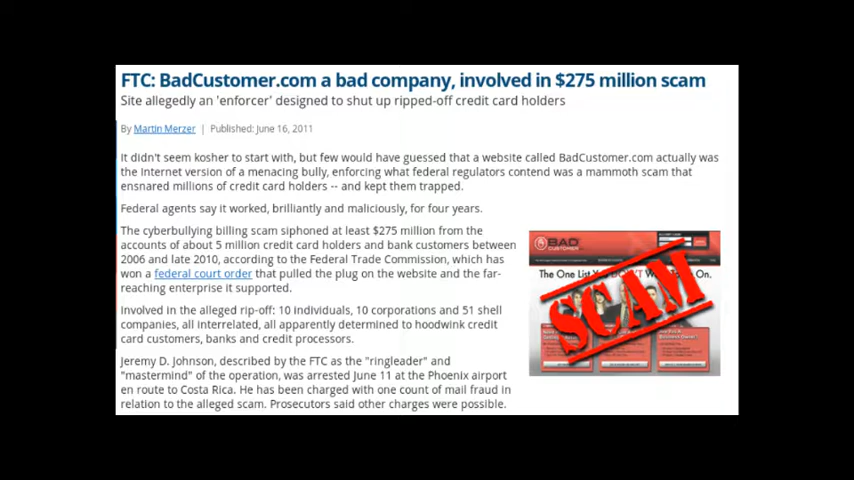 FTC: BadCustomer.com a bad company, involved in $275 million scam
Site allegedly an 'enforcer' designed to shut up ripped-off credit card holders
By Martin Merzer | Published: June 16, 2011
It didn't seem kosher to start with, but few would have guessed that a website called BadCustomer.com actually was
the Internet version of a menacing bully, enforcing what federal regulators contend was a mammoth scam that
ensnared millions of credit card holders -- and kept them trapped.
Federal agents say it worked, brilliantly and maliciously, for four years.
The cyberbullying billing scam siphoned at least $275 million from the
accounts of about 5 million credit card holders and bank customers between
2006 and late 2010, according to the Federal Trade Commission, which has
won a federal court order that pulled the plug on the website and the far-
reaching enterprise it supported.
Involved in the alleged rip-off: 10 individuals, 10 corporations and 51 shell
companies, all interrelated, all apparently determined to hoodwink credit
card customers, banks and credit processors.
Jeremy D. Johnson, described by the FTC as the "ringleader" and
"mastermind" of the operation, was arrested June 11 at the Phoenix airport
en route to Costa Rica. He has been charged with one count of mail fraud in
relation to the alleged scam. Prosecutors said other charges were possible.
BAD
CUSTOMER
The One List You DON'T On.
SCAM